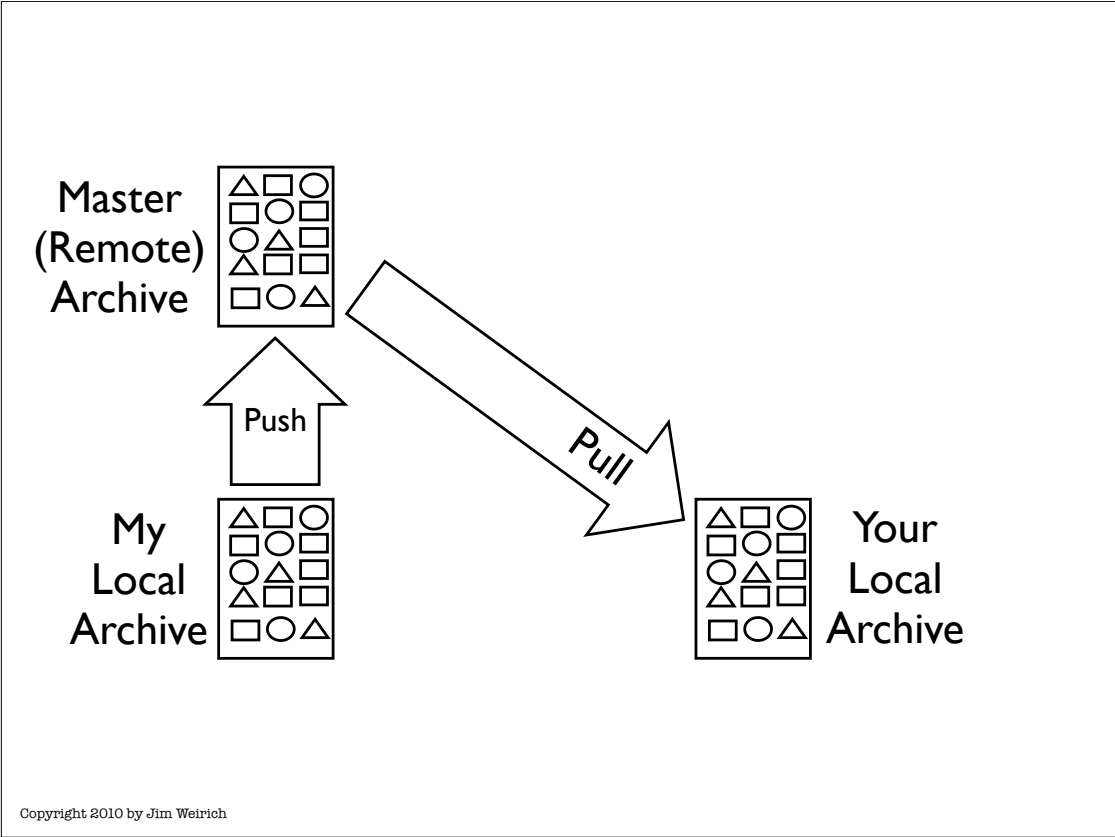 Master
(Remote)
Archive
Push
Pull
My
Local
Archive
Your
Local
Archive
Copyright 2010 by Jim Weirich